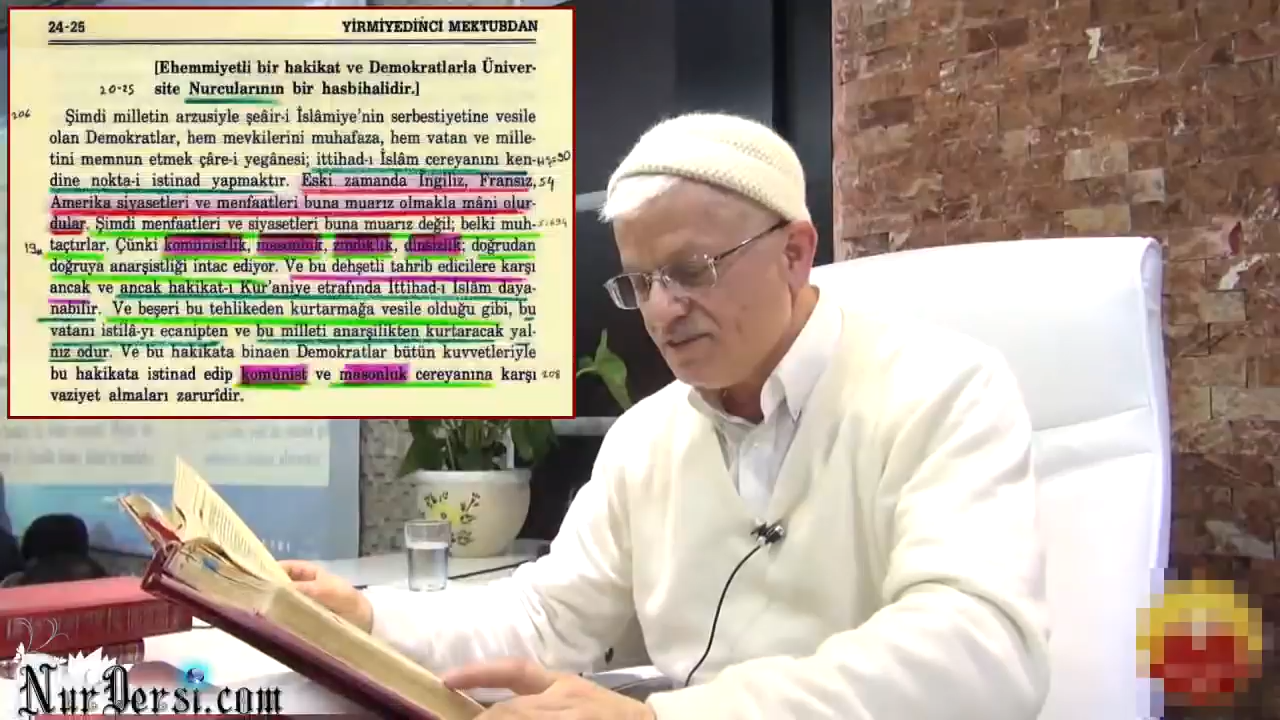 24-25 YİRMİYEDİNCİ MEKTUBDAN
[Ehemmiyetli bir hakikat ve Demokratlarla Üniver-
20-25 site Nurcularının bir hasbihalidir.]
206 Şimdi milletin arzusiyle şeâir-i İslâmiye'nin serbestiyetine vesile
olan Demokratlar, hem mevkilerini muhafaza, hem vatan ve mille-
tini memnun etmek çâre-i yegânesi; ittihad-ı İslâm cereyanını ken-
dine nokta-i istinad yapmaktır. Eski zamanda İngiliz, Fransız, 54
Amerika siyasetleri ve menfaatleri buna muarız olmakla mâni olur-
dular. Şimdi menfaatleri ve siyasetleri buna muarız değil; belki muh-
taçtırlar. Çünki komünistlik, masonluk, zındıklık, dinsizlik; doğrudan
doğruya anarşistliği intac ediyor. Ve bu dehşetli tahrib edicilere karşı
ancak ve ancak hakikat-ı Kur'aniye etrafında İttihad-ı İslâm daya-
nabilir. Ve beşeri bu tehlikeden kurtarmağa vesile olduğu gibi, bu
vatanı istilâ-yı ecanipten ve bu milleti anarşilikten kurtaracak yal-
nız odur. Ve bu hakikata binaen Demokratlar bütün kuvvetleriyle
bu hakikata istinad edip komünist ve masonluk cereyanına karşı 208
vaziyet almaları zarurîdir.
NurDersi.com